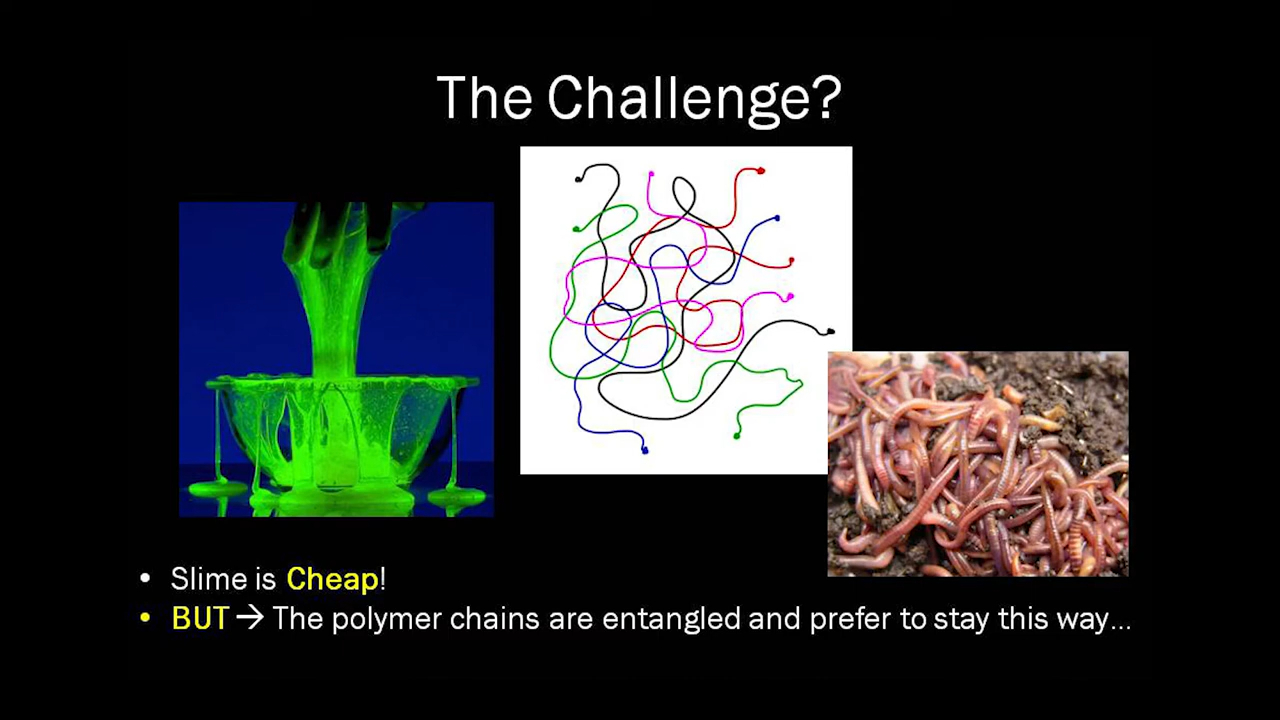 The Challenge?
• Slime is Cheap!
• BUT → The polymer chains are entangled and prefer to stay this way...